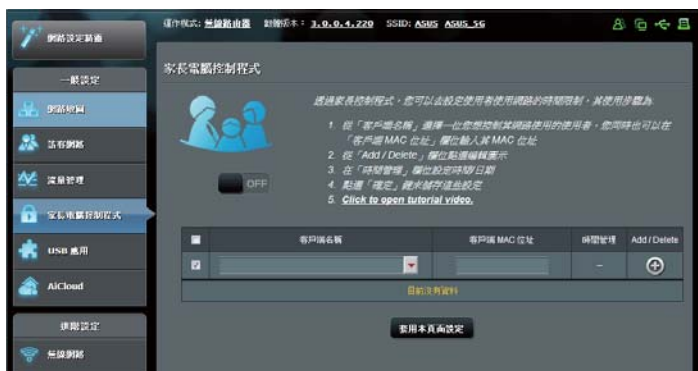 運作模式: 無線路由器 韌體版本: 3.0.0.4.220 SSID: ASUS ASUS_5G
網路設定精靈
一般設定
網路地圖
訪客網路
流量管理
家長電腦控制程式
USB 應用
AiCloud
進階設定
無線網路
家長電腦控制程式
OFF
透過家長控制程式，您可以去設定使用者使用網路的時間限制，其使用步驟為:
1. 從「客戶端名稱」選擇一位您想控制其網路使用的使用者，您同時也可以在
「客戶端 MAC 位址」欄位輸入其 MAC
2. 從「Add / Delete」欄位點選編輯圖示
3. 在「時間管理」欄位設定時間/日期
4. 點選「確定」鍵來儲存這些設定
5. Click to open tutorial video.
客戶端名稱 客戶端 MAC 位址 時間管理 Add / Delete
--
目前沒有資料
套用本頁面設定